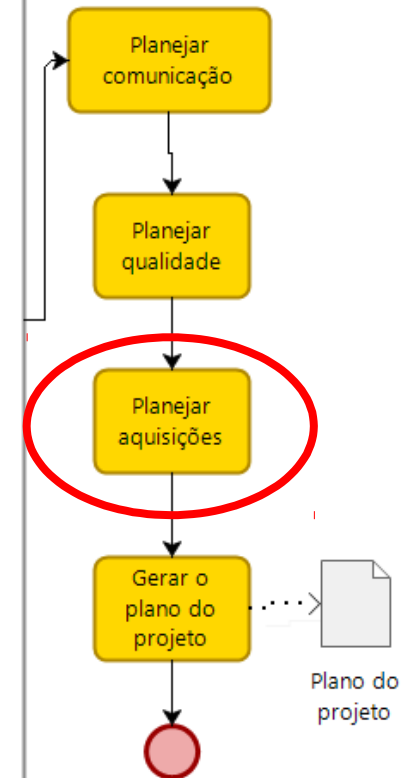 Planejar
comunicação
Planejar
qualidade
Planejar
aquisições
Gerar o
plano do
projeto
Plano do
projeto